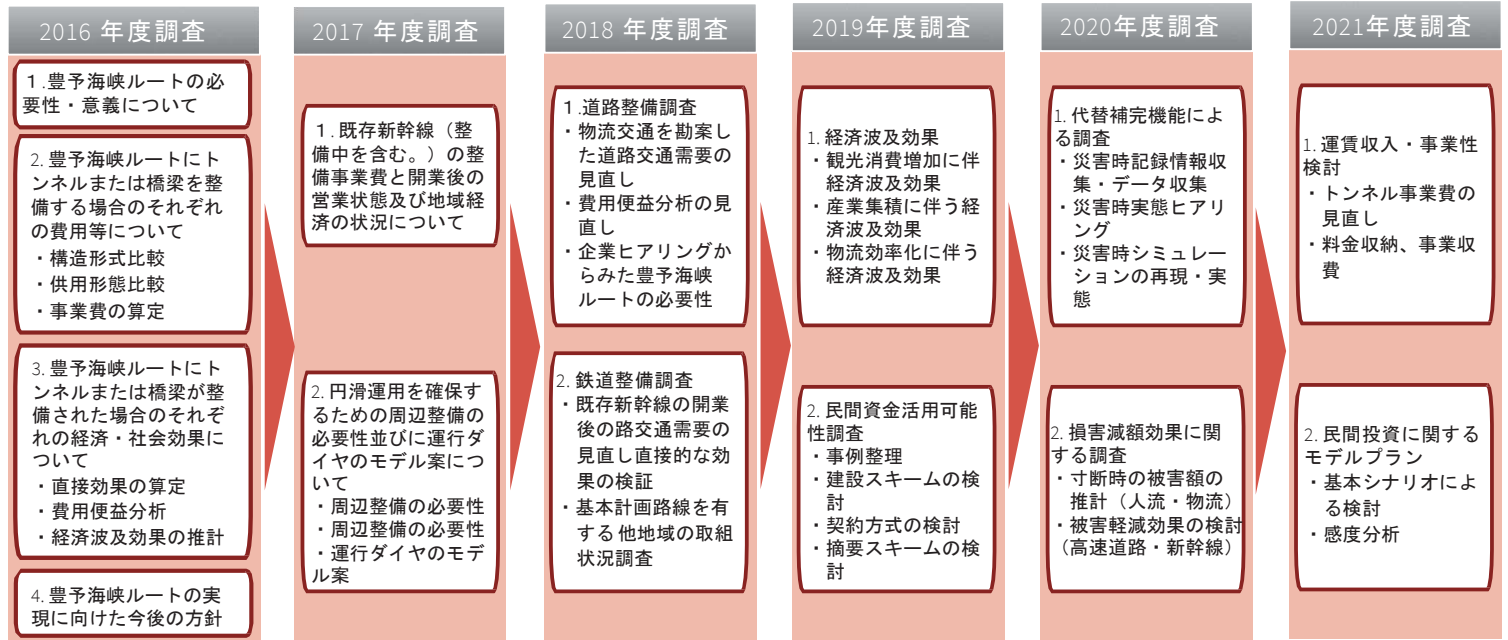 2016 年度調査
１. 豊予海峡ルートの必
要性・意義について
2. 豊予海峡ルートにト
ンネルまたは橋梁を整
備する場合のそれぞれ
の費用等について
・構造形式比較
・供用形態比較
・事業費の算定
3. 豊予海峡ルートにト
ンネルまたは橋梁が整
備された場合のそれぞ
れの経済・社会効果に
ついて
・直接効果の算定
・費用便益分析
・経済波及効果の推計
4. 豊予海峡ルートの実
現に向けた今後の方針
2017 年度調査
１. 既存新幹線（整
備中を含む。）の整
備事業費と開業後の
営業状態及び地域経
済の状況について
2. 円滑運用を確保す
るための周辺整備の
必要性並びに運行ダ
イヤのモデル案につ
いて
・周辺整備の必要性
・周辺整備の必要性
・運行ダイヤのモデ
ル案
2018 年度調査
１.道路整備調査
・物流交通を勘案し
た道路交通需要の
見直し
・費用便益分析の見
直し
・企業ヒアリングか
らみた豊予海峡
ルートの必要性
2. 鉄道整備調査
・既存新幹線の開業
後の路交通需要の
見直し直接的な効
果の検証
・基本計画路線を有
する他地域の取組
状況調査
2019年度調査
1. 経済波及効果
・観光消費増加に伴
経済波及効果
・産業集積に伴う経
済波及効果
・物流効率化に伴う
経済波及効果
2. 民間資金活用可能
性調査
・事例整理
・建設スキームの検
討
・契約方式の検討
・摘要スキームの検
討
2020年度調査
1. 代替補完機能によ
る調査
・災害時記録情報収
集・データ収集
・災害時実態ヒアリ
ング
・災害時シミュレー
ションの再現・実
態
2. 損害減額効果に関
する調査
・寸断時の被害額の
推計（人流・物流）
・被害軽減効果の検討
（高速道路・新幹線）
2021年度調査
1. 運賃収入・事業性
検討
・トンネル事業費の
見直し
・料金収納、事業収
費
2. 民間投資に関する
モデルプラン
・基本シナリオによ
る検討
・感度分析